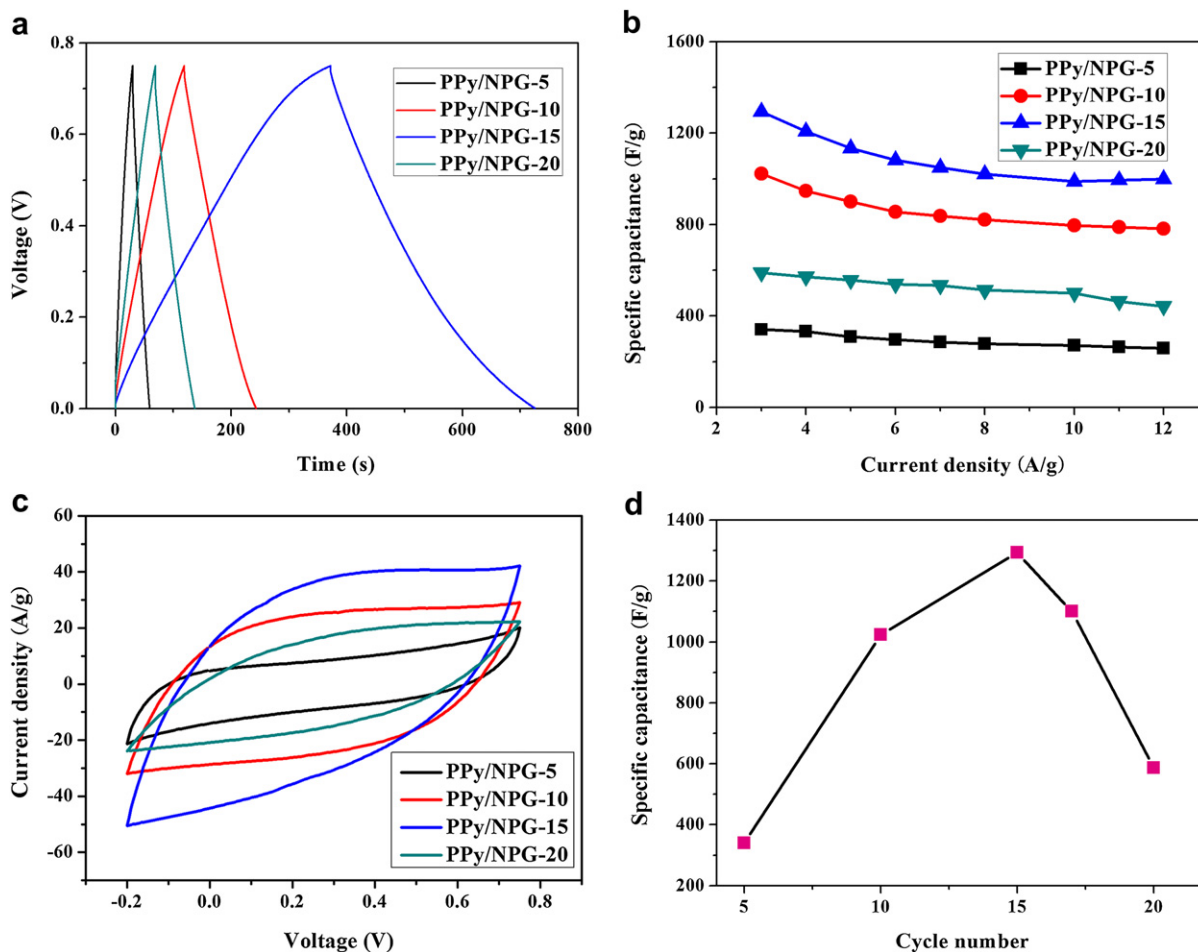 a
0.8
0.4
0.0
Voltage (V)
0
200
400
600
800
Time (s)
PPy/NPG-5
PPy/NPG-10
PPy/NPG-15
PPy/NPG-20
b
1600
1200
800
400
0
Specific capacitance (F/g)
2
4
6
8
10
12
Current density (A/g)
PPy/NPG-5
PPy/NPG-10
PPy/NPG-15
PPy/NPG-20
c
60
40
20
0
-20
-40
-60
Current density (A/g)
-0.2
0.0
0.2
0.4
0.6
0.8
Voltage (V)
PPy/NPG-5
PPy/NPG-10
PPy/NPG-15
PPy/NPG-20
d
1400
1200
1000
800
600
400
200
Specific capacitance (F/g)
5
10
15
20
Cycle number